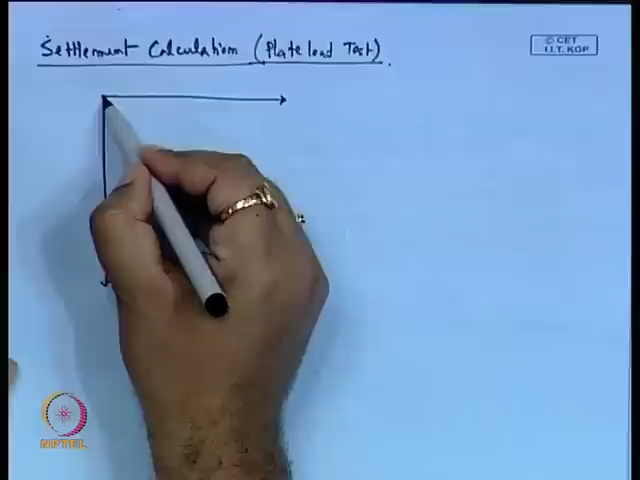 Settlement Calculation (Plate load Test)
© CET
I.I.T. KGP
NPTEL